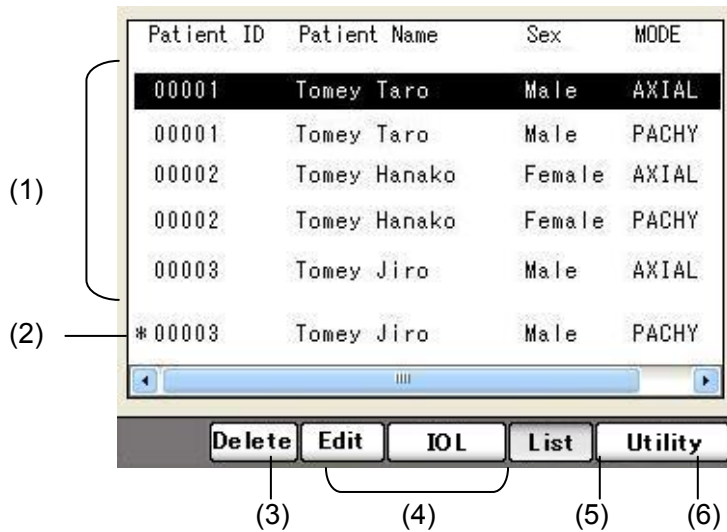 Patient ID Patient Name Sex MODE
(1)
00001 Tomey Taro Male AXIAL
00001 Tomey Taro Male PACHY
00002 Tomey Hanako Female AXIAL
00002 Tomey Hanako Female PACHY
00003 Tomey Jiro Male AXIAL
(2) *00003 Tomey Jiro Male PACHY
Delete Edit IOL List Utility
(3) (4) (5) (6)